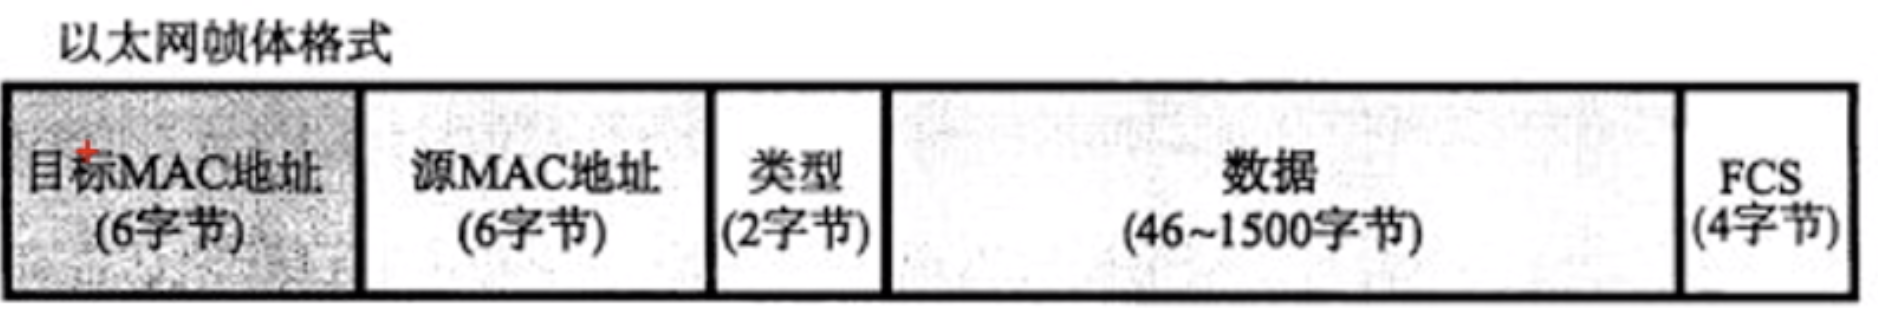 以太网帧体格式
目标MAC地址
(6字节)
源MAC地址
(6字节)
类型
(2字节)
数据
(46~1500字节)
FCS
(4字节)